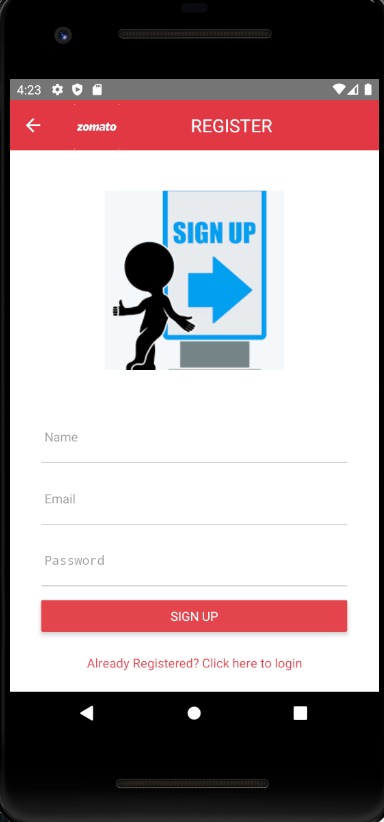 4:23
zomato
REGISTER
SIGN UP
Name
Email
Password
SIGN UP
Already Registered? Click here to login